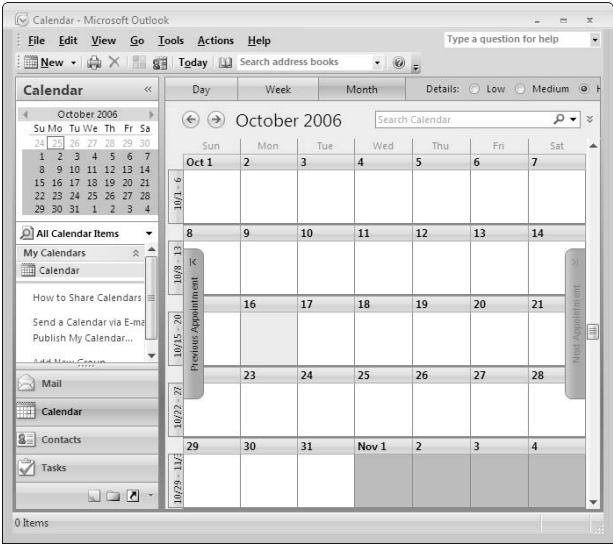 Calendar - Microsoft Outlook
File Edit View Go Tools Actions Help
Type a question for help
New Today Search address books
Calendar «
Day Week Month Details: Low Medium
October 2006
Su Mo Tu We Th Fr Sa
24 25 26 27 28 29 30
1 2 3 4 5 6 7
8 9 10 11 12 13 14
15 16 17 18 19 20 21
22 23 24 25 26 27 28
29 30 31 1 2 3 4
All Calendar Items
My Calendars
Calendar
How to Share Calendars
Send a Calendar via E-ma
Publish My Calendar...
Add New Group...
Mail
Calendar
Contacts
Tasks
October 2006
Search Calendar
Sun Mon Tue Wed Thu Fri Sat
10/1 - 6
Oct 1 2 3 4 5 6 7
10/8 - 13
8 9 10 11 12 13 14
10/15 - 20
16 17 18 19 20 21
10/22 - 27
23 24 25 26 27 28
10/29 - 11/3
29 30 31 Nov 1 2 3 4
Previous Appointment
Next Appointment
0 Items